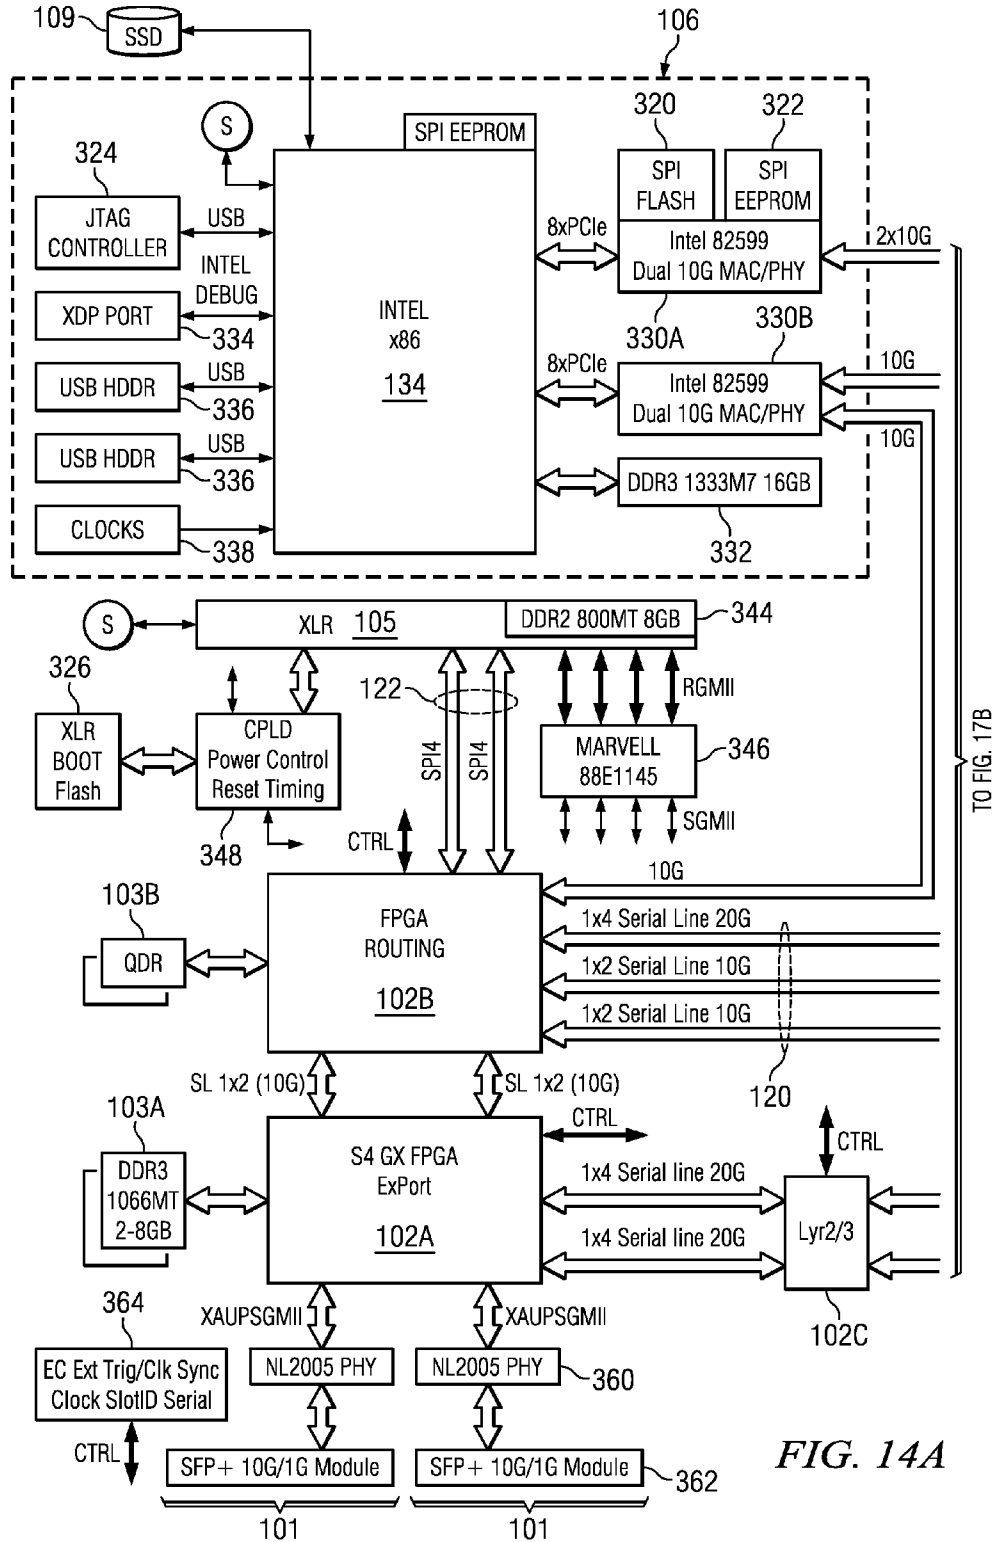 109
SSD
106
S
SPI EEPROM
320
322
324
SPI
FLASH
SPI
EEPROM
JTAG
CONTROLLER
USB
8xPCIe
Intel 82599
Dual 10G MAC/PHY
2x10G
INTEL
DEBUG
XDP PORT
334
INTEL
x86
134
330A
330B
USB HDDR
USB
336
8xPCIe
Intel 82599
Dual 10G MAC/PHY
10G
10G
USB HDDR
USB
336
DDR3 1333M7 16GB
332
CLOCKS
338
S
XLR 105
DDR2 800MT 8GB
344
326
122
RGMII
XLR
BOOT
Flash
CPLD
Power Control
Reset Timing
SPI4
SPI4
MARVELL
88E1145
346
TO FIG. 17B
348
CTRL
SGMII
103B
10G
FPGA
ROUTING
102B
1x4 Serial Line 20G
QDR
1x2 Serial Line 10G
1x2 Serial Line 10G
SL 1x2 (10G)
SL 1x2 (10G)
120
103A
CTRL
CTRL
DDR3
1066MT
2-8GB
S4 GX FPGA
ExPort
102A
1x4 Serial line 20G
1x4 Serial line 20G
Lyr2/3
102C
364
XAUPSGMII
XAUPSGMII
EC Ext Trig/Clk Sync
Clock SlotID Serial
NL2005 PHY
NL2005 PHY
360
CTRL
SFP+ 10G/1G Module
SFP+ 10G/1G Module
362
101
101
FIG. 14A